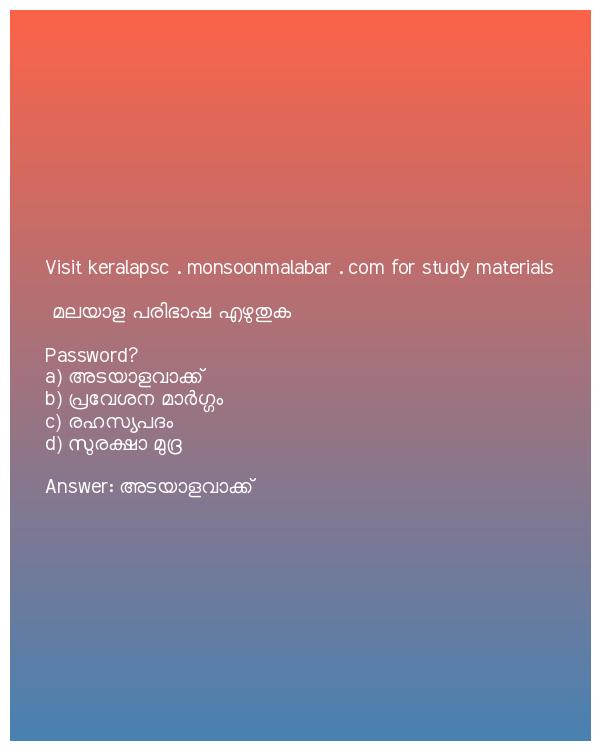 Visit keralapsc . monsoonmalabar . com for study materials
മലയാള പരിഭാഷ എഴുതുക
Password?
a) അടയാളവാക്ക്
b) പ്രവേശന മാർഗ്ഗം
c) രഹസ്യപദം
d) സുരക്ഷാ മുദ്ര
Answer: അടയാളവാക്ക്